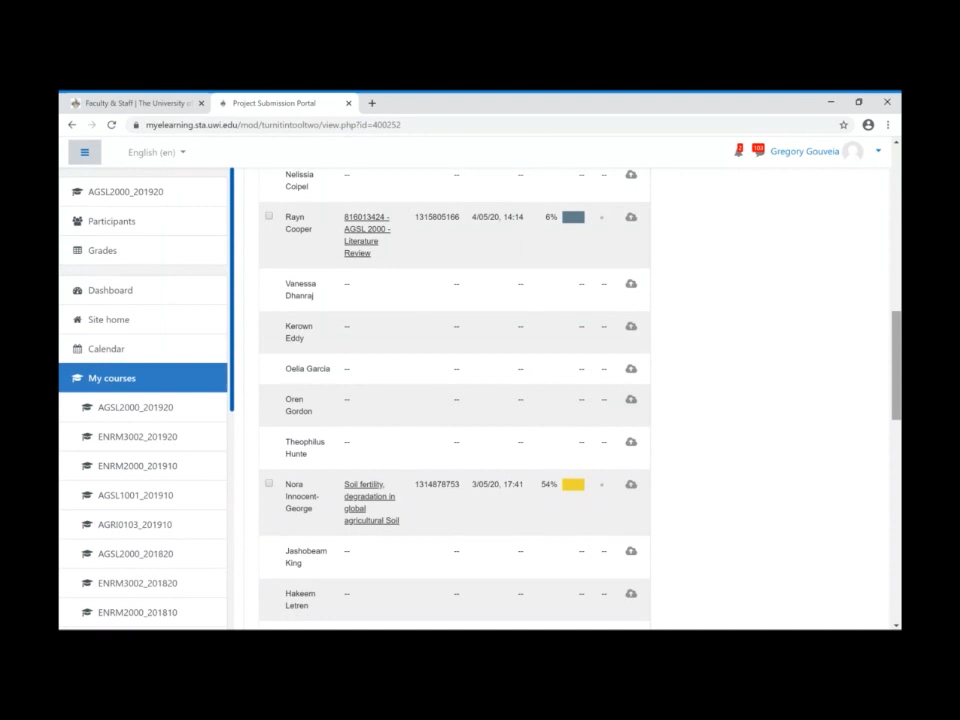 Faculty & Staff | The University of
Project Submission Portal
myelearning.sta.uwi.edu/mod/turnitintooltwo/view.php?id=400252
English (en)
2
103
Gregory Gouveia
AGSL2000_201920
Participants
Grades
Dashboard
Site home
Calendar
My courses
AGSL2000_201920
ENRM3002_201920
ENRM2000_201910
AGSL1001_201910
AGRI0103_201910
AGSL2000_201820
ENRM3002_201820
ENRM2000_201810
Nelissia -- -- -- -- --
Coipel
Rayn 816013424 - 1315805166 4/05/20, 14:14 6%
Cooper AGSL 2000 -
Literature
Review
Vanessa -- -- -- -- --
Dhanraj
Kerown -- -- -- -- --
Eddy
Oelia Garcia -- -- -- -- --
Oren -- -- -- -- --
Gordon
Theophilus -- -- -- -- --
Hunte
Nora Soil fertility, 1314878753 3/05/20, 17:41 54%
Innocent- degradation in
George global
agricultural Soil
Jashobeam -- -- -- -- --
King
Hakeem -- -- -- -- --
Letren